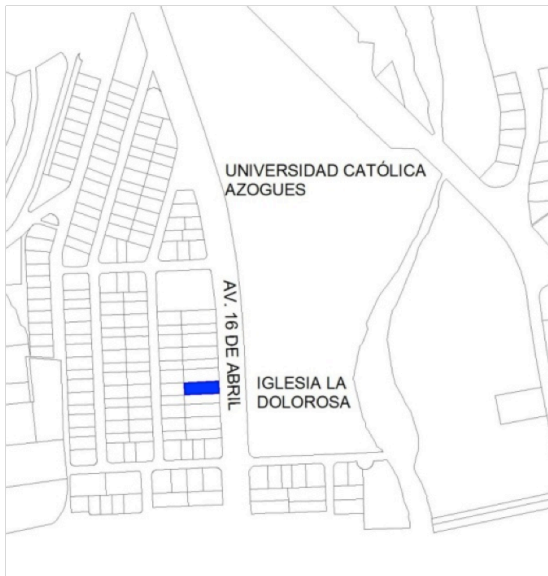 UNIVERSIDAD CATÓLICA
AZOGUES
AV. 16 DE ABRIL
IGLESIA LA
DOLOROSA